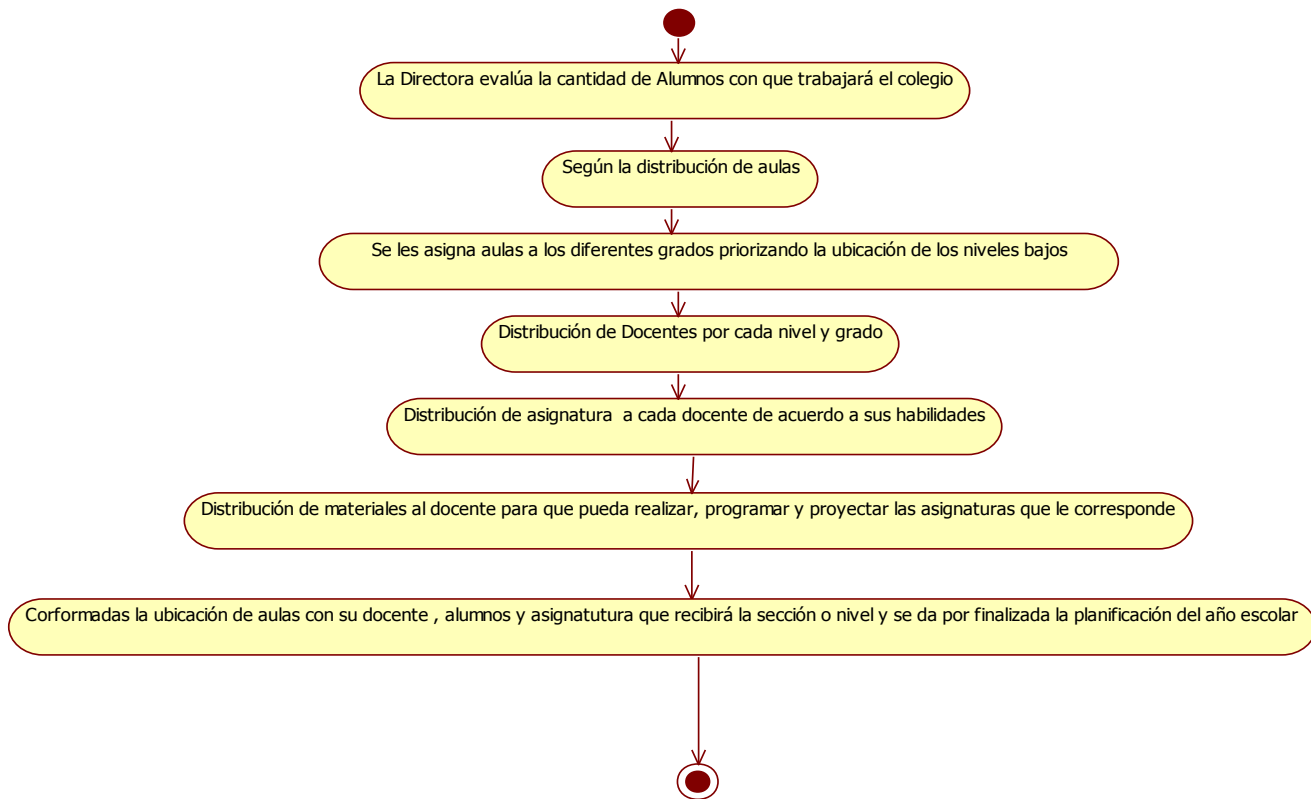 La Directora evalúa la cantidad de Alumnos con que trabajará el colegio
Según la distribución de aulas
Se les asigna aulas a los diferentes grados priorizando la ubicación de los niveles bajos
Distribución de Docentes por cada nivel y grado
Distribución de asignatura  a cada docente de acuerdo a sus habilidades
Distribución de materiales al docente para que pueda realizar, programar y proyectar las asignaturas que le corresponde
Corformadas la ubicación de aulas con su docente , alumnos y asignatutura que recibirá la sección o nivel y se da por finalizada la planificación del año escolar